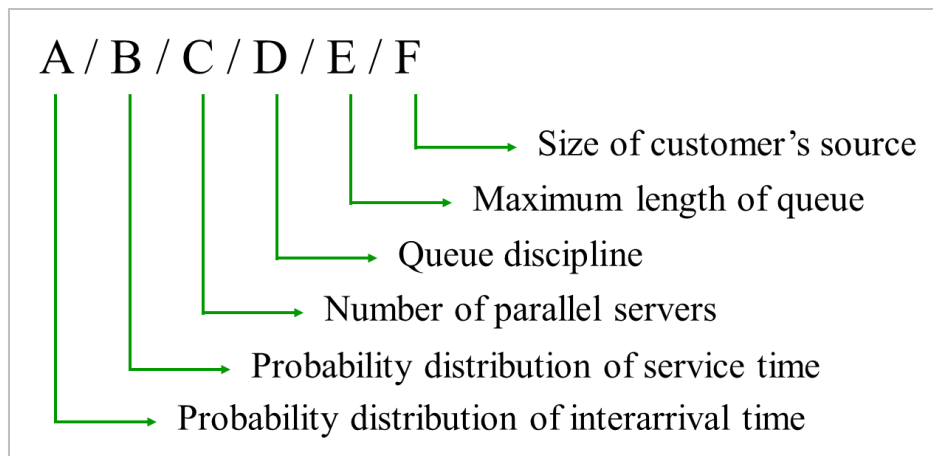 A / B / C / D / E / F
Size of customer’s source
Maximum length of queue
Queue discipline
Number of parallel servers
Probability distribution of service time
Probability distribution of interarrival time